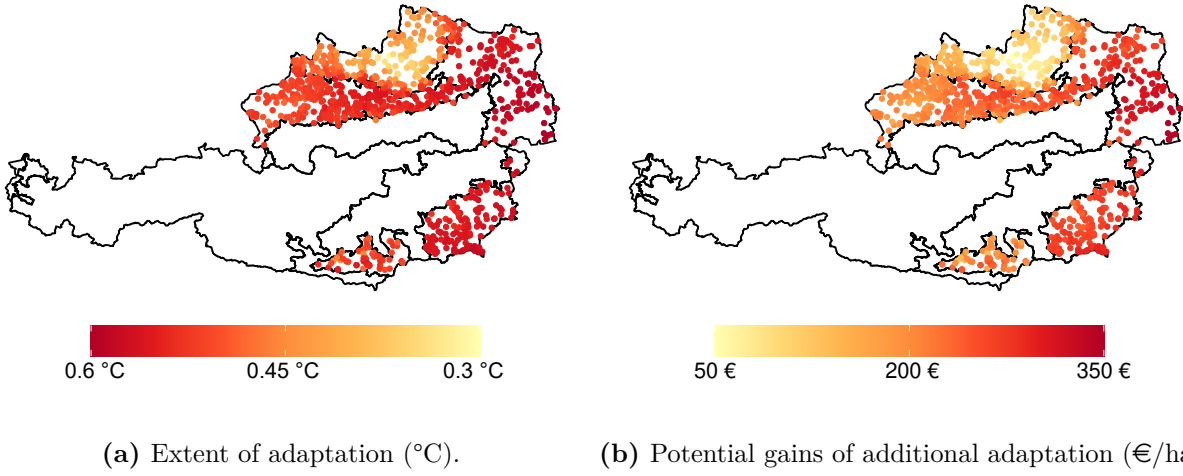 0.6 °C 0.45 °C 0.3 °C
50 € 200 € 350 €
(a) Extent of adaptation (°C).
(b) Potential gains of additional adaptation (€/ha